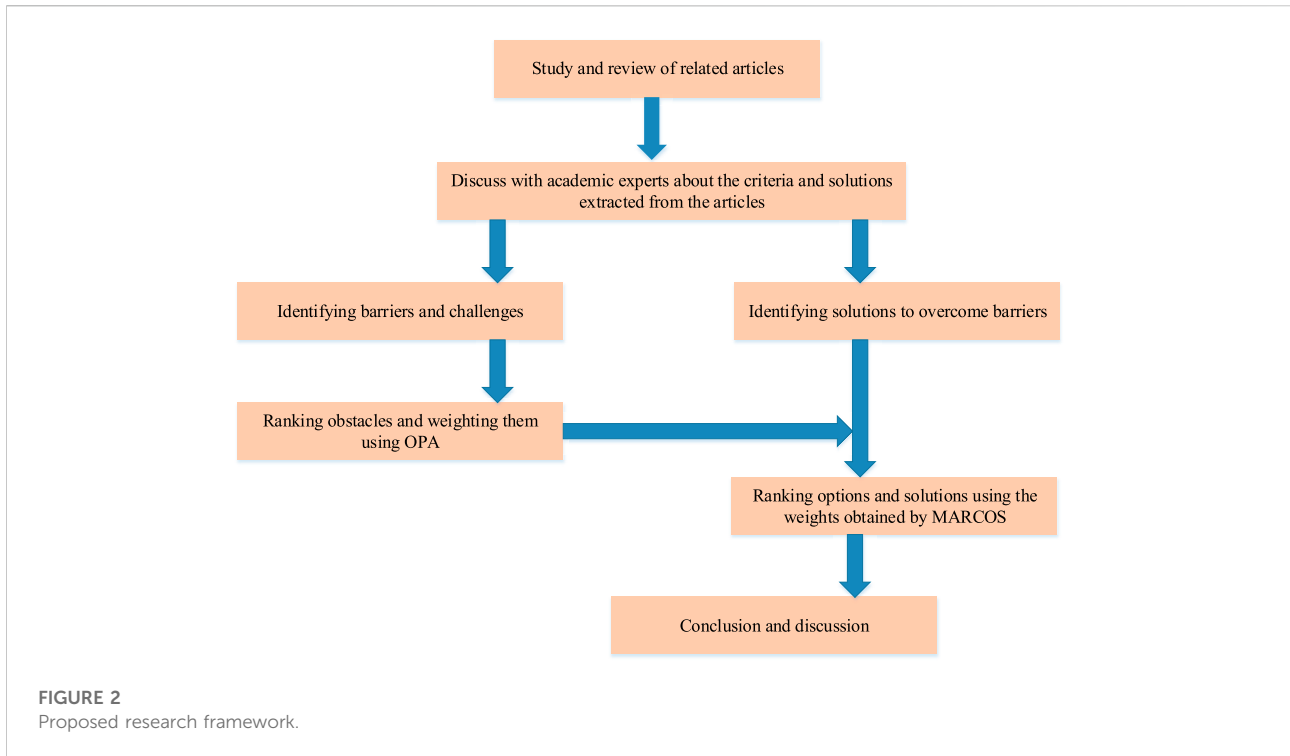 Study and review of related articles
Discuss with academic experts about the criteria and solutions
extracted from the articles
Identifying barriers and challenges
Identifying solutions to overcome barriers
Ranking obstacles and weighting them
using OPA
Ranking options and solutions using the
weights obtained by MARCOS
Conclusion and discussion
FIGURE 2
Proposed research framework.